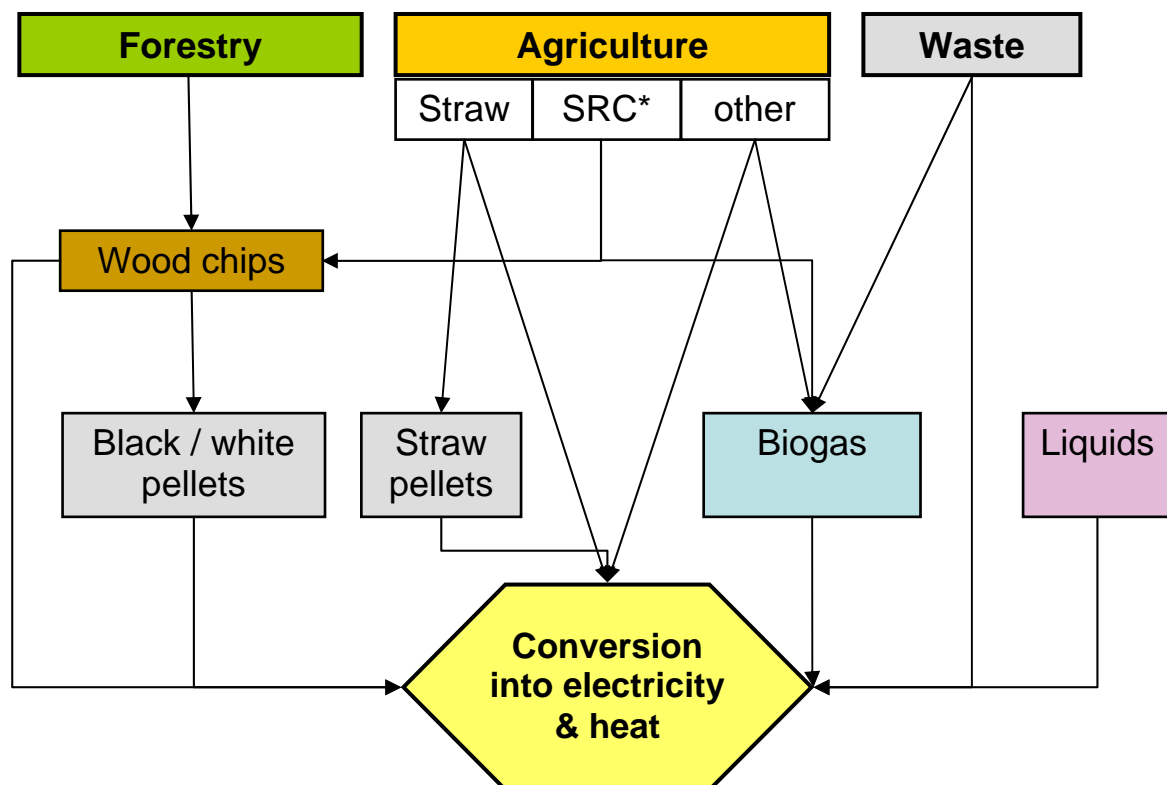 Forestry
Agriculture
Waste
Straw
SRC*
other
Wood chips
Black / white
pellets
Straw
pellets
Biogas
Liquids
Conversion
into electricity
& heat